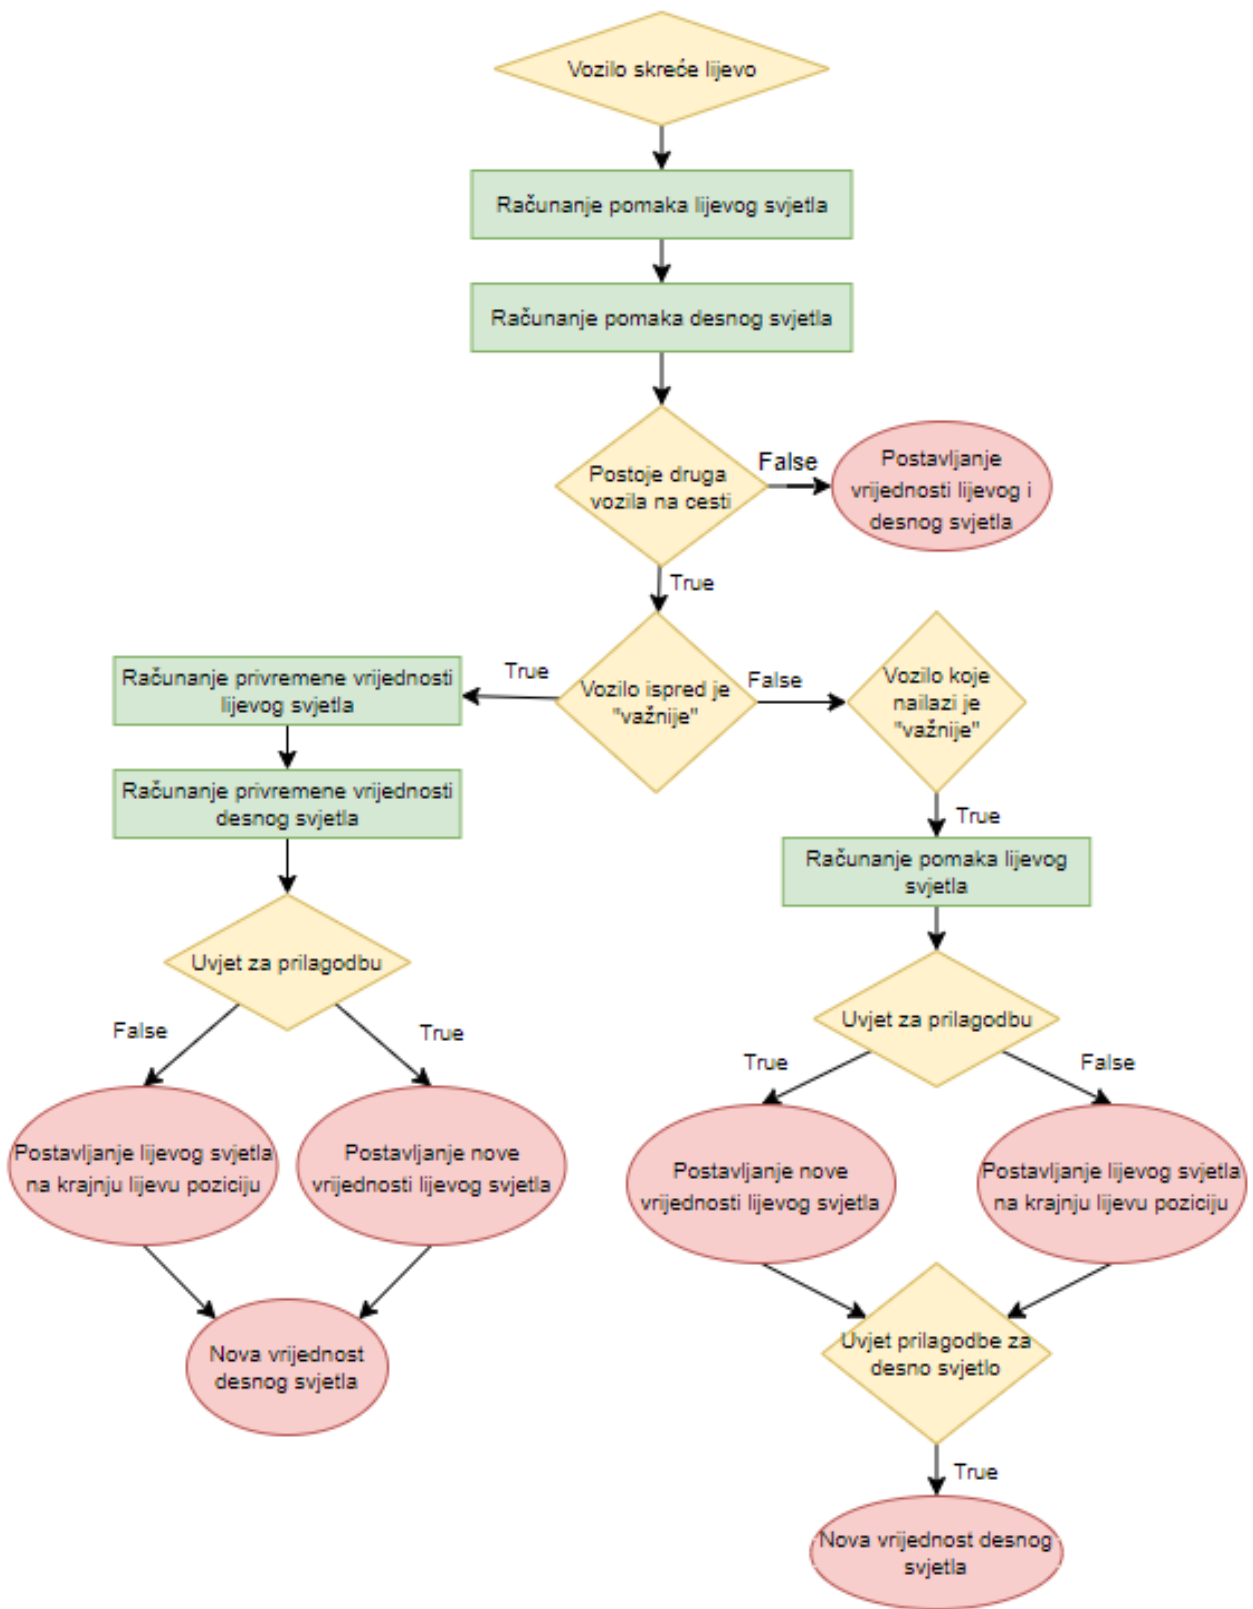 Vozilo skreće lijevo
Računanje pomaka lijevog svjetla
Računanje pomaka desnog svjetla
Postoje druga
vozila na cesti
False
Postavljanje
vrijednosti lijevog i
desnog svjetla
True
Vozilo ispred je
"važnije"
True
Računanje privremene vrijednosti
lijevog svjetla
Računanje privremene vrijednosti
desnog svjetla
Uvjet za prilagodbu
False
True
Postavljanje lijevog svjetla
na krajnju lijevu poziciju
Postavljanje nove
vrijednosti lijevog svjetla
Nova vrijednost
desnog svjetla
False
Vozilo koje
nailazi je
"važnije"
True
Računanje pomaka lijevog
svjetla
Uvjet za prilagodbu
True
False
Postavljanje nove
vrijednosti lijevog svjetla
Postavljanje lijevog svjetla
na krajnju lijevu poziciju
Uvjet prilagodbe za
desno svjetlo
True
Nova vrijednost desnog
svjetla